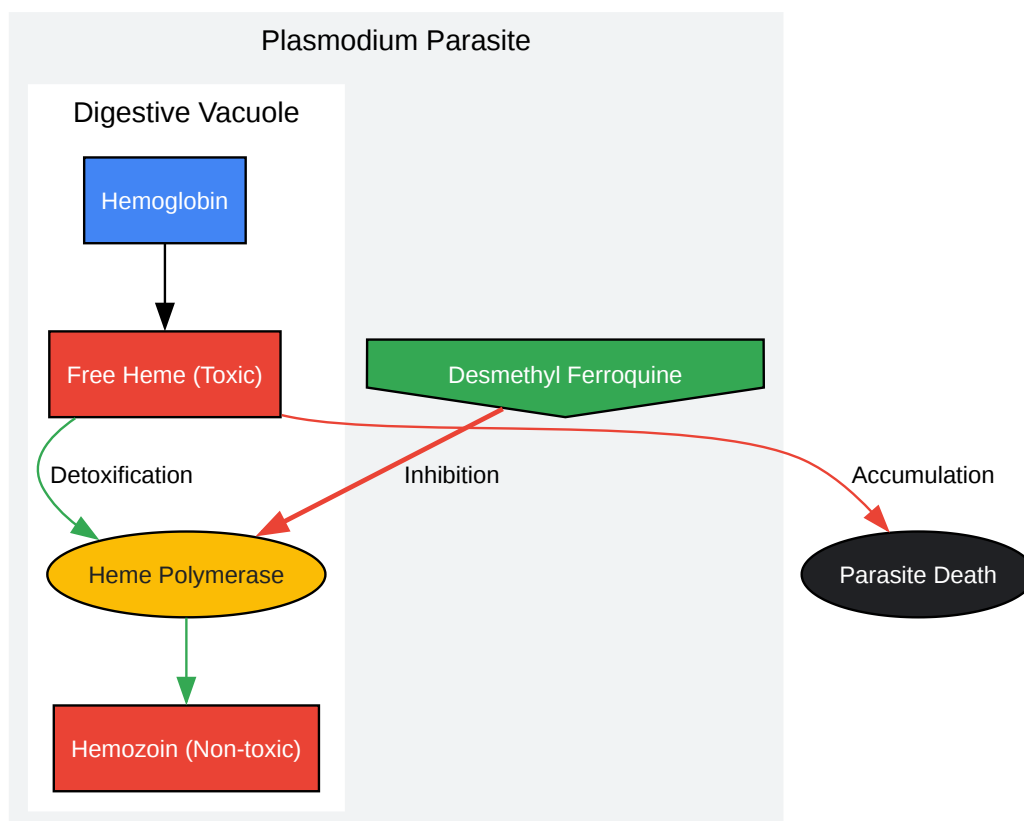 Plasmodium Parasite
Digestive Vacuole
Hemoglobin
Free Heme (Toxic)
Desmethyl Ferroquine
Detoxification
Inhibition
Accumulation
Heme Polymerase
Parasite Death
Hemozoin (Non-toxic)